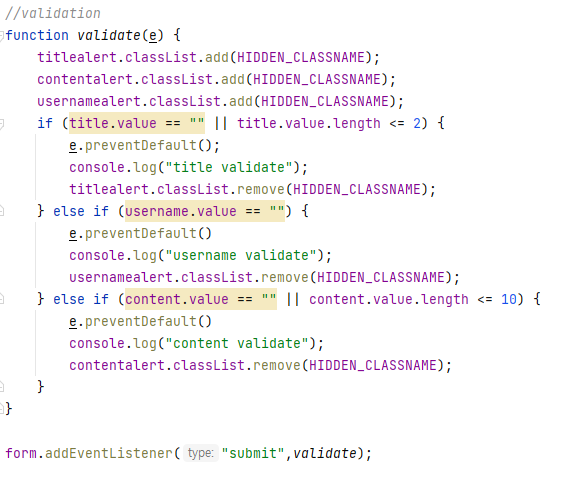 //validation
function validate(e) {
    titlealert.classList.add(HIDDEN_CLASSNAME);
    contentalert.classList.add(HIDDEN_CLASSNAME);
    usernamealert.classList.add(HIDDEN_CLASSNAME);
    if (title.value == "" || title.value.length <= 2) {
        e.preventDefault();
        console.log("title validate");
        titlealert.classList.remove(HIDDEN_CLASSNAME);
    } else if (username.value == "") {
        e.preventDefault()
        console.log("username validate");
        usernamealert.classList.remove(HIDDEN_CLASSNAME);
    } else if (content.value == "" || content.value.length <= 10) {
        e.preventDefault()
        console.log("content validate");
        contentalert.classList.remove(HIDDEN_CLASSNAME);
    }
}
form.addEventListener( type: "submit",validate);